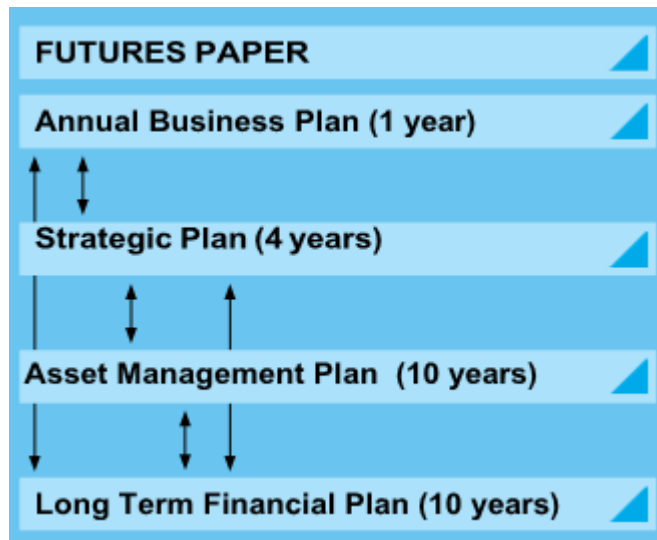 FUTURES PAPER
Annual Business Plan (1 year)
Strategic Plan (4 years)
Asset Management Plan (10 years)
Long Term Financial Plan (10 years)